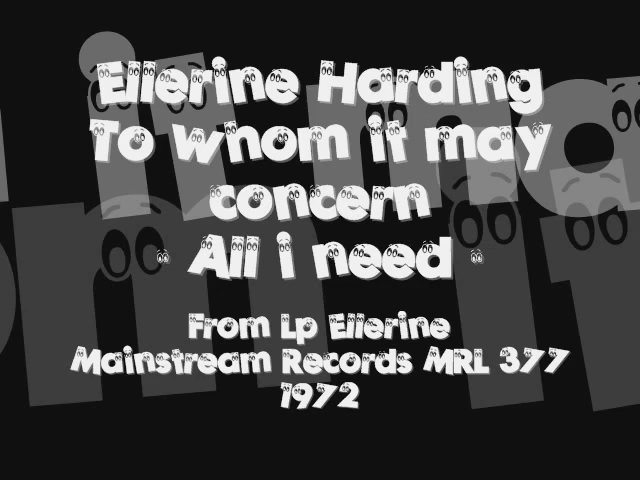 Ellerine Harding
To whom it may
concern
All i need
From Lp Ellerine
Mainstream Records MRL 377
1972